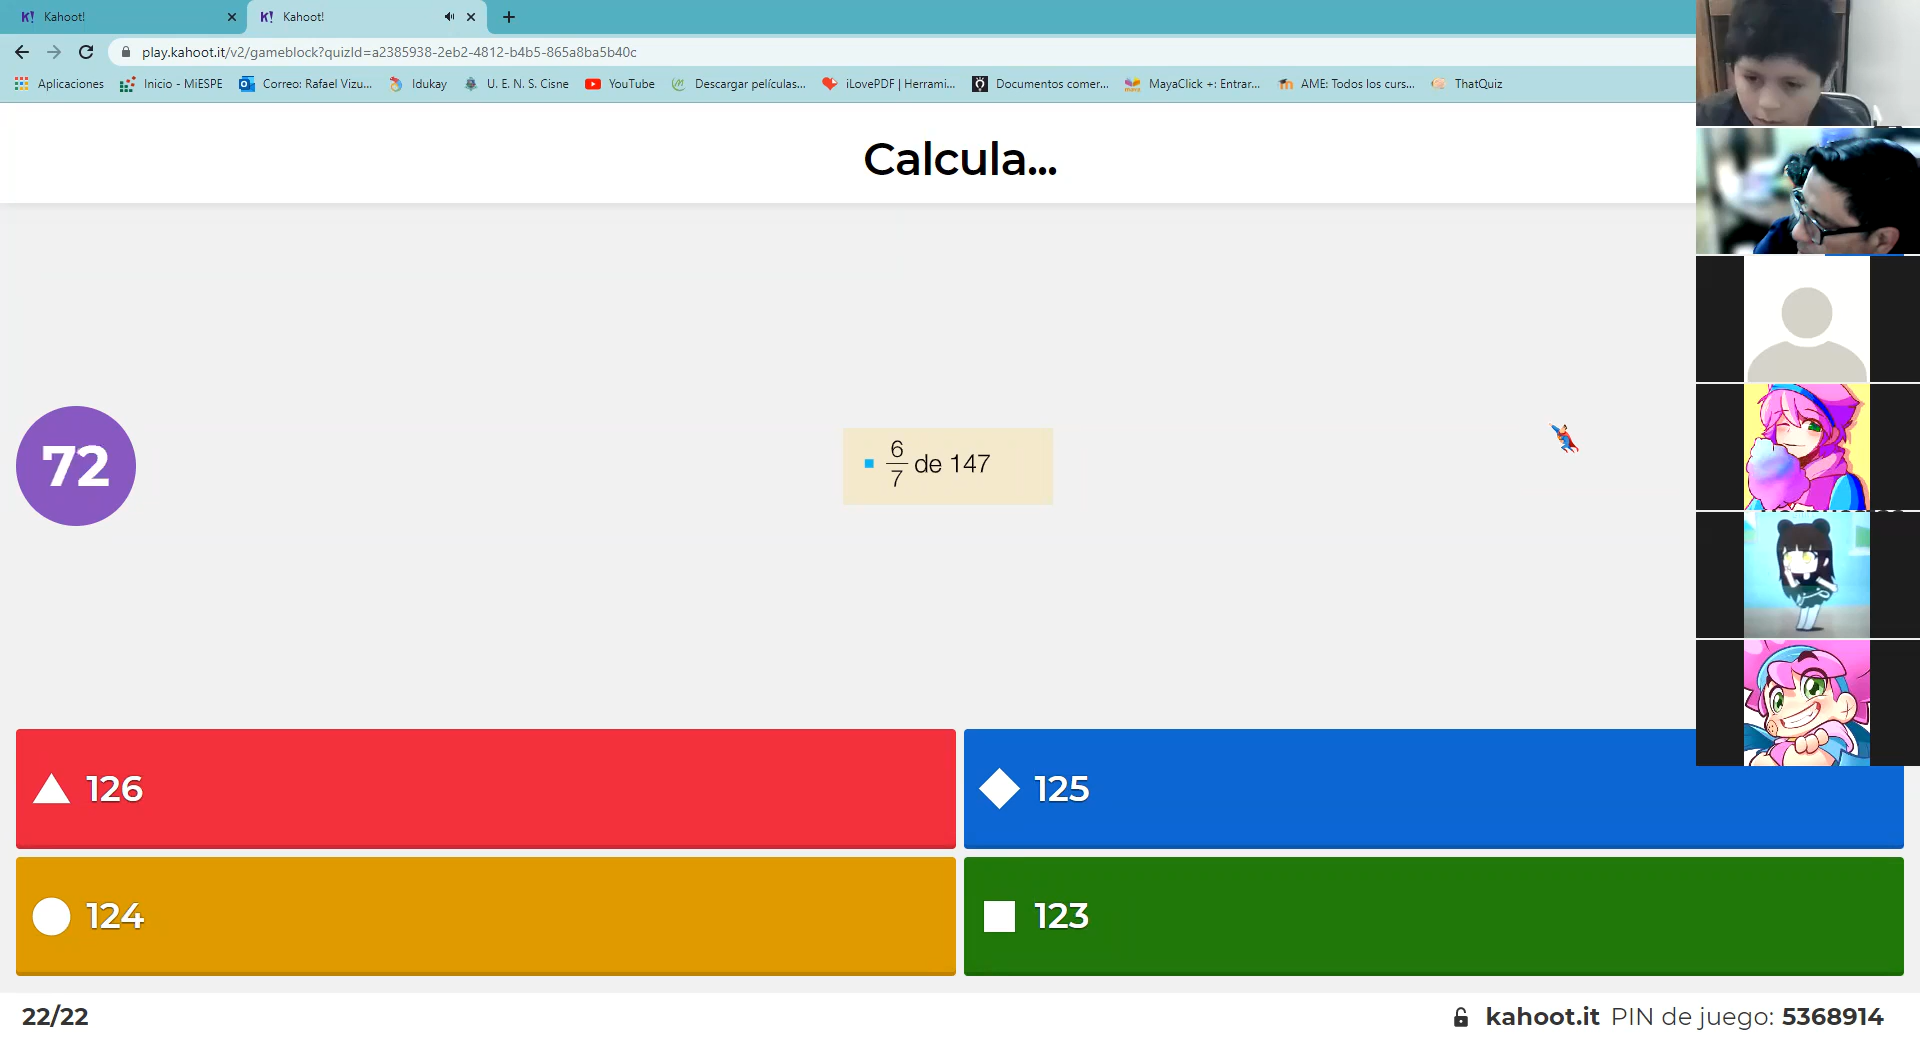 Kahoot!
Kahoot!
play.kahoot.it/v2/gameblock?quizId=a2385938-2eb2-4812-b4b5-865a8ba5b40c
Aplicaciones
Inicio - MiESPE
Correo: Rafael Vizu...
Idukay
U. E. N. S. Cisne
YouTube
Descargar películas...
iLovePDF | Herrami...
Documentos comer...
MayaClick +: Entrar...
AME: Todos los curs...
ThatQuiz
Calcula...
72
6/7 de 147
126
125
124
123
22/22
kahoot.it PIN de juego: 5368914